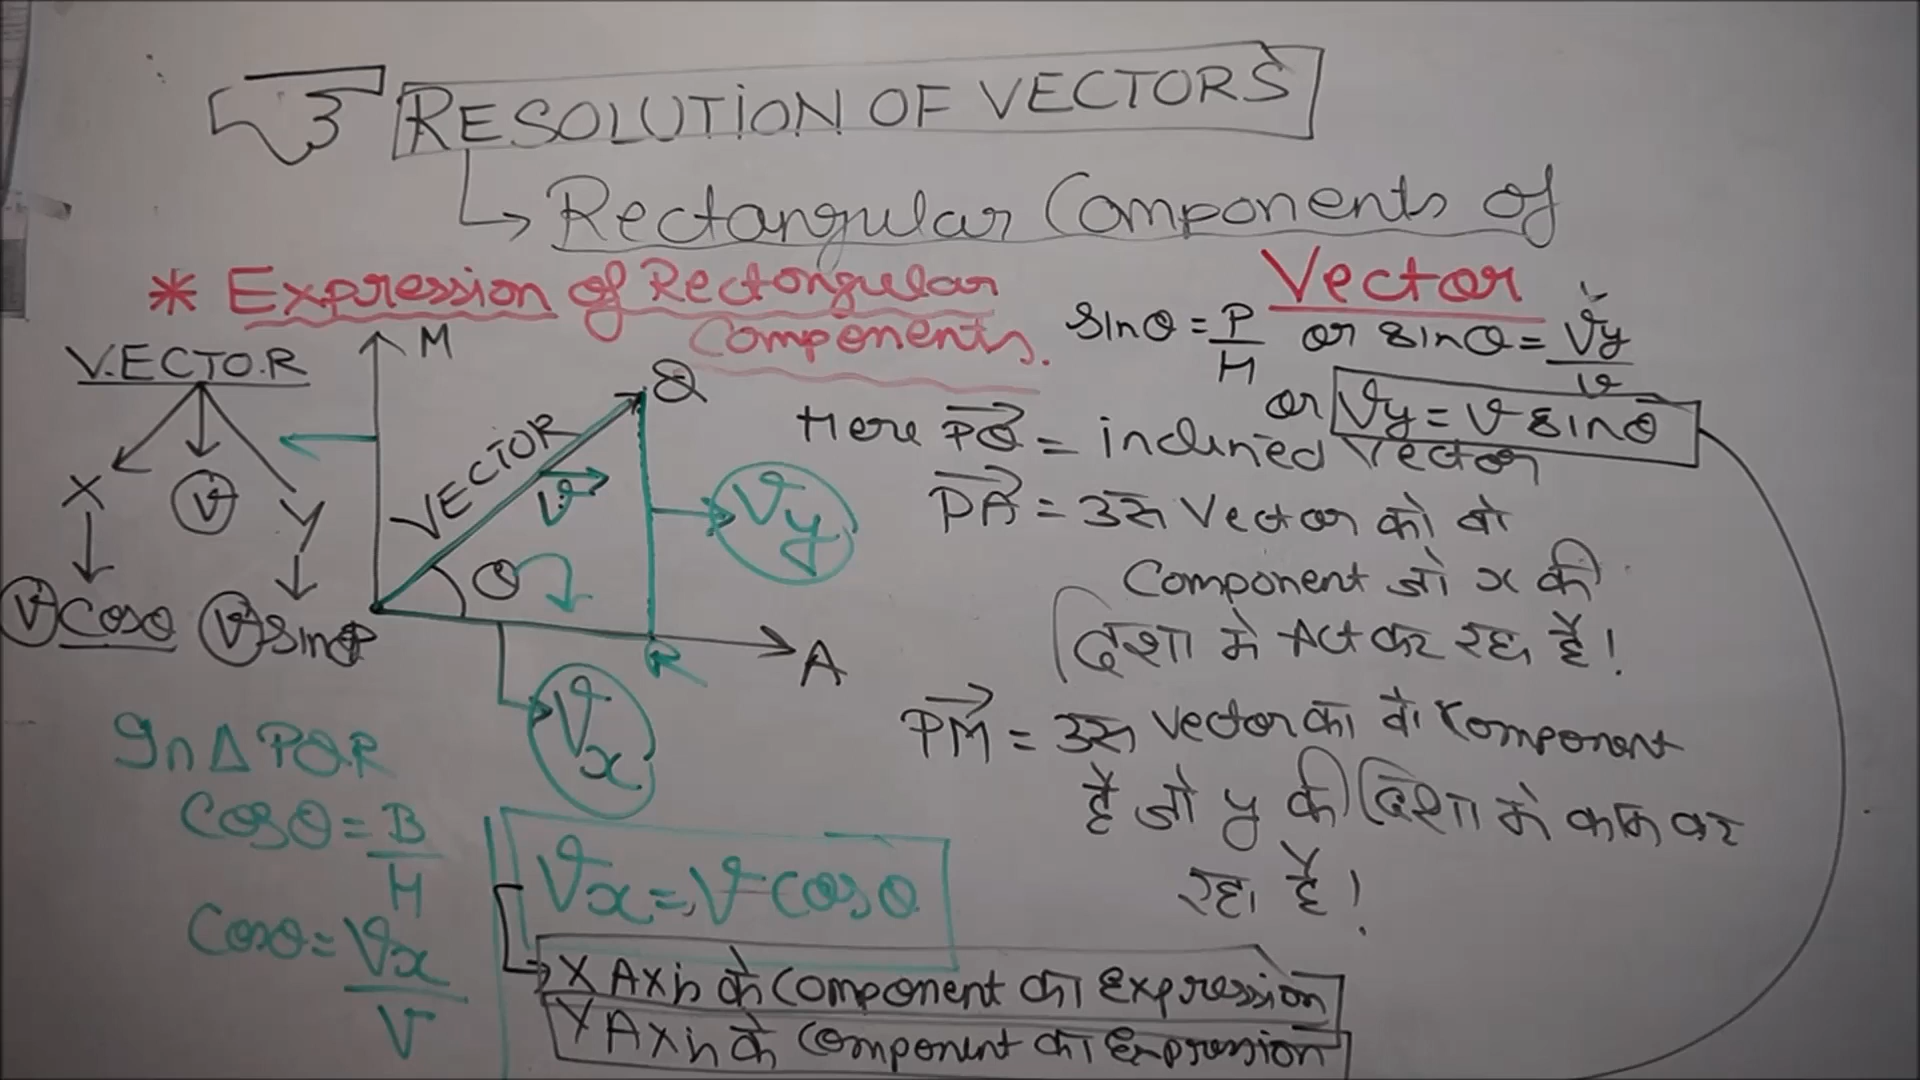 RESOLUTION OF VECTORS
Rectangular Components of
Vector
* Expression of Rectongular
Components.
VECTOR
X V Y
V Cosθ V Sinθ
M
Q
VECTOR
V
θ
Vy
P
R
A
Vx
In Δ PQR
Cosθ = B/H
Cosθ = Vx/V
Vx = V Cosθ
Sinθ = P/H or sinθ = Vy/V
or Vy = V sinθ
Here PQ = inclined Vector
PA = उस Vector को वो
Component जो x की
दिशा मे Act कर रहा है!
PM = उस Vector का वो Component
है जो y की दिशा मे काम कर
रहा है!
X Axis के Component का Expression
Y Axis के Component का Expression